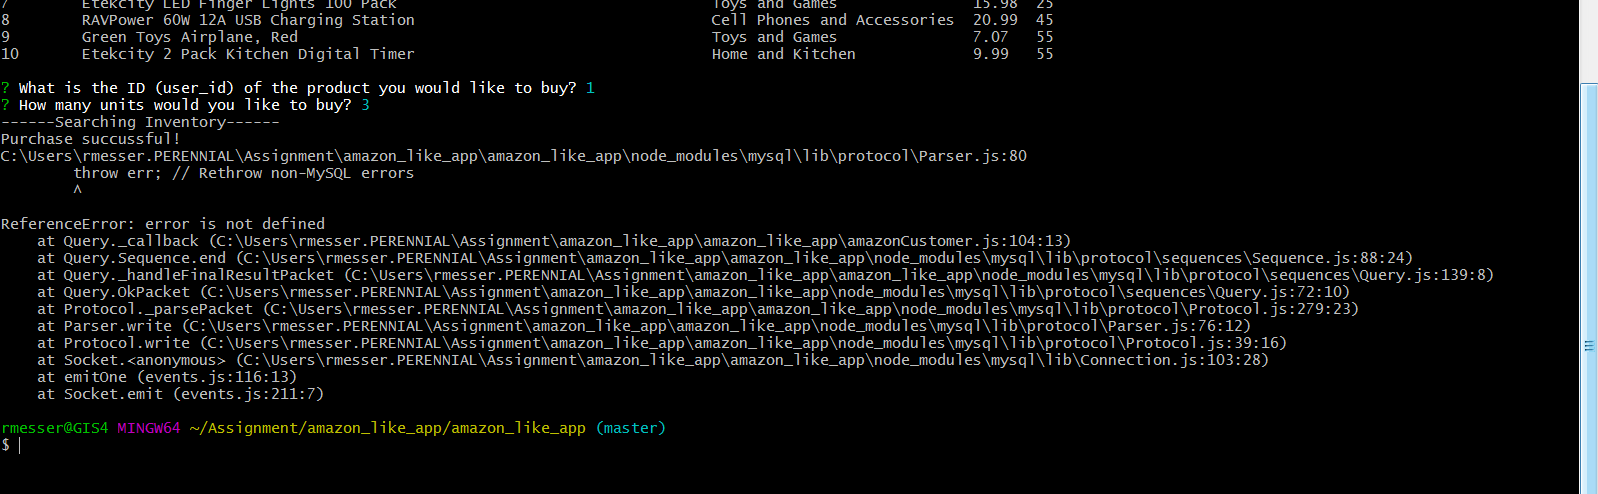 7        Etekcity LED Finger Lights 100 Pack                                   Toys and Games               15.98  25
8        RAVPower 60W 12A USB Charging Station                                 Cell Phones and Accessories  20.99  45
9        Green Toys Airplane, Red                                              Toys and Games               7.07   55
10       Etekcity 2 Pack Kitchen Digital Timer                                 Home and Kitchen             9.99   55
? What is the ID (user_id) of the product you would like to buy? 1
? How many units would you like to buy? 3
------Searching Inventory------
Purchase succussful!
C:\Users\rmesser.PERENNIAL\Assignment\amazon_like_app\amazon_like_app\node_modules\mysql\lib\protocol\Parser.js:80
        throw err; // Rethrow non-MySQL errors
        ^
ReferenceError: error is not defined
    at Query._callback (C:\Users\rmesser.PERENNIAL\Assignment\amazon_like_app\amazon_like_app\amazonCustomer.js:104:13)
    at Query.Sequence.end (C:\Users\rmesser.PERENNIAL\Assignment\amazon_like_app\amazon_like_app\node_modules\mysql\lib\protocol\sequences\Sequence.js:88:24)
    at Query._handleFinalResultPacket (C:\Users\rmesser.PERENNIAL\Assignment\amazon_like_app\amazon_like_app\node_modules\mysql\lib\protocol\sequences\Query.js:139:8)
    at Query.OkPacket (C:\Users\rmesser.PERENNIAL\Assignment\amazon_like_app\amazon_like_app\node_modules\mysql\lib\protocol\sequences\Query.js:72:10)
    at Protocol._parsePacket (C:\Users\rmesser.PERENNIAL\Assignment\amazon_like_app\amazon_like_app\node_modules\mysql\lib\protocol\Protocol.js:279:23)
    at Parser.write (C:\Users\rmesser.PERENNIAL\Assignment\amazon_like_app\amazon_like_app\node_modules\mysql\lib\protocol\Parser.js:76:12)
    at Protocol.write (C:\Users\rmesser.PERENNIAL\Assignment\amazon_like_app\amazon_like_app\node_modules\mysql\lib\protocol\Protocol.js:39:16)
    at Socket.<anonymous> (C:\Users\rmesser.PERENNIAL\Assignment\amazon_like_app\amazon_like_app\node_modules\mysql\lib\Connection.js:103:28)
    at emitOne (events.js:116:13)
    at Socket.emit (events.js:211:7)
rmesser@GIS4 MINGW64 ~/Assignment/amazon_like_app/amazon_like_app (master)
$